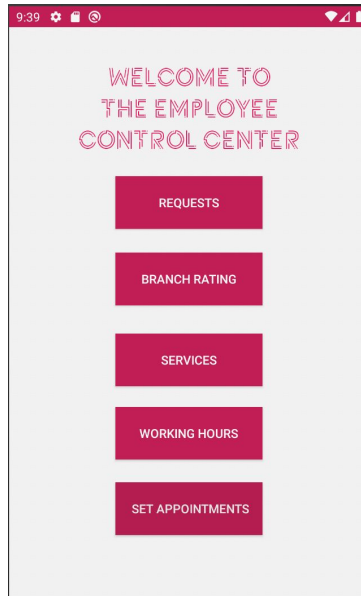 9:39
WELCOME TO
THE EMPLOYEE
CONTROL CENTER
REQUESTS
BRANCH RATING
SERVICES
WORKING HOURS
SET APPOINTMENTS